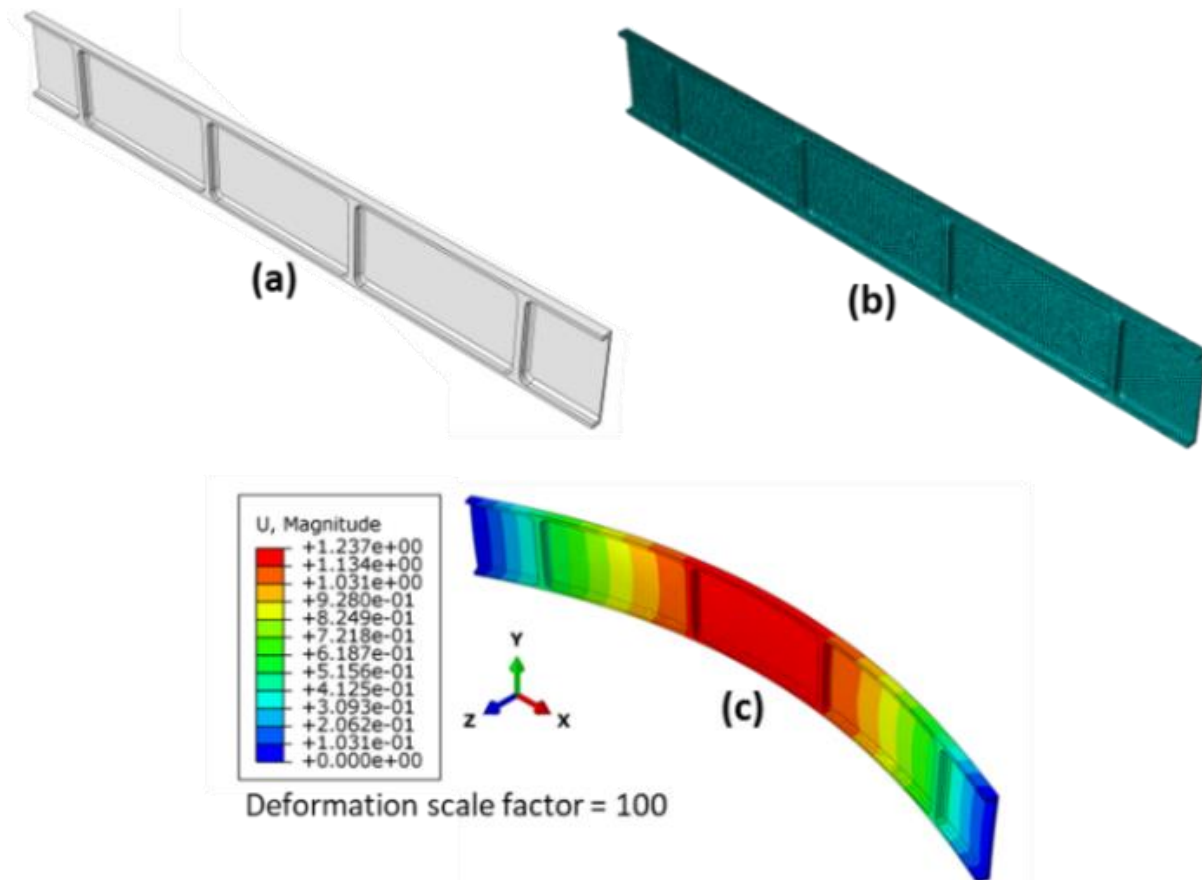 (a)
(b)
U, Magnitude
+1.237e+00
+1.134e+00
+1.031e+00
+9.280e-01
+8.249e-01
+7.218e-01
+6.187e-01
+5.156e-01
+4.125e-01
+3.093e-01
+2.062e-01
+1.031e-01
+0.000e+00
Y
Z
X
(c)
Deformation scale factor = 100